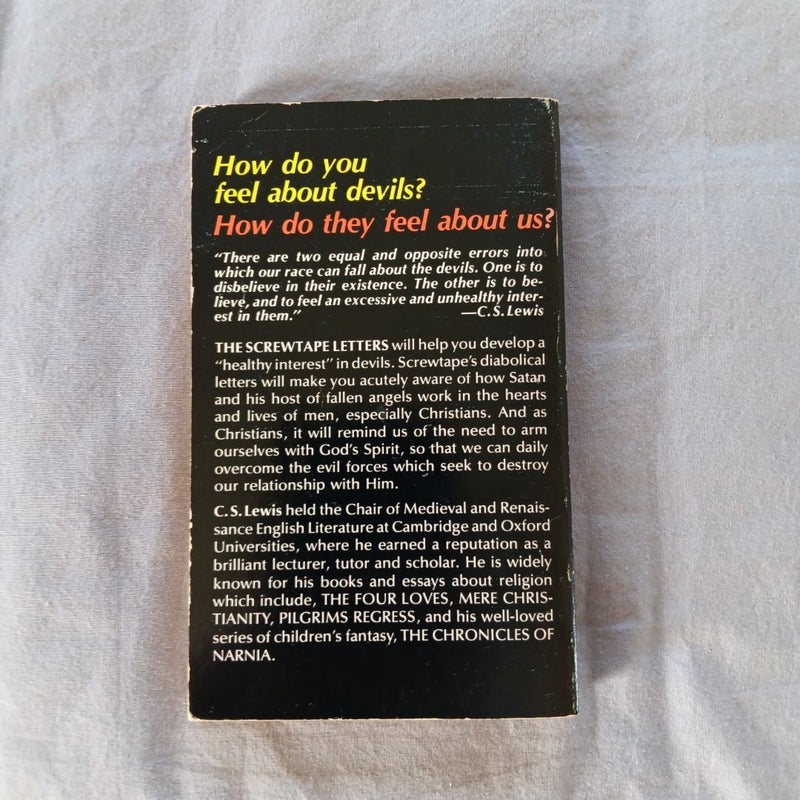 How do you
feel about devils?
How do they feel about us?
“There are two equal and opposite errors into
which our race can fall about the devils. One is to
disbelieve in their existence. The other is to be-
lieve, and to feel an excessive and unhealthy inter-
est in them.”
—C.S.Lewis
THE SCREWTAPE LETTERS will help you develop a
“healthy interest” in devils. Screwtape’s diabolical
letters will make you acutely aware of how Satan
and his host of fallen angels work in the hearts
and lives of men, especially Christians. And as
Christians, it will remind us of the need to arm
ourselves with God’s Spirit, so that we can daily
overcome the evil forces which seek to destroy
our relationship with Him.
C.S.Lewis held the Chair of Medieval and Renais-
sance English Literature at Cambridge and Oxford
Universities, where he earned a reputation as a
brilliant lecturer, tutor and scholar. He is widely
known for his books and essays about religion
which include, THE FOUR LOVES, MERE CHRIS-
TIANITY, PILGRIMS REGRESS, and his well-loved
series of children’s fantasy, THE CHRONICLES OF
NARNIA.